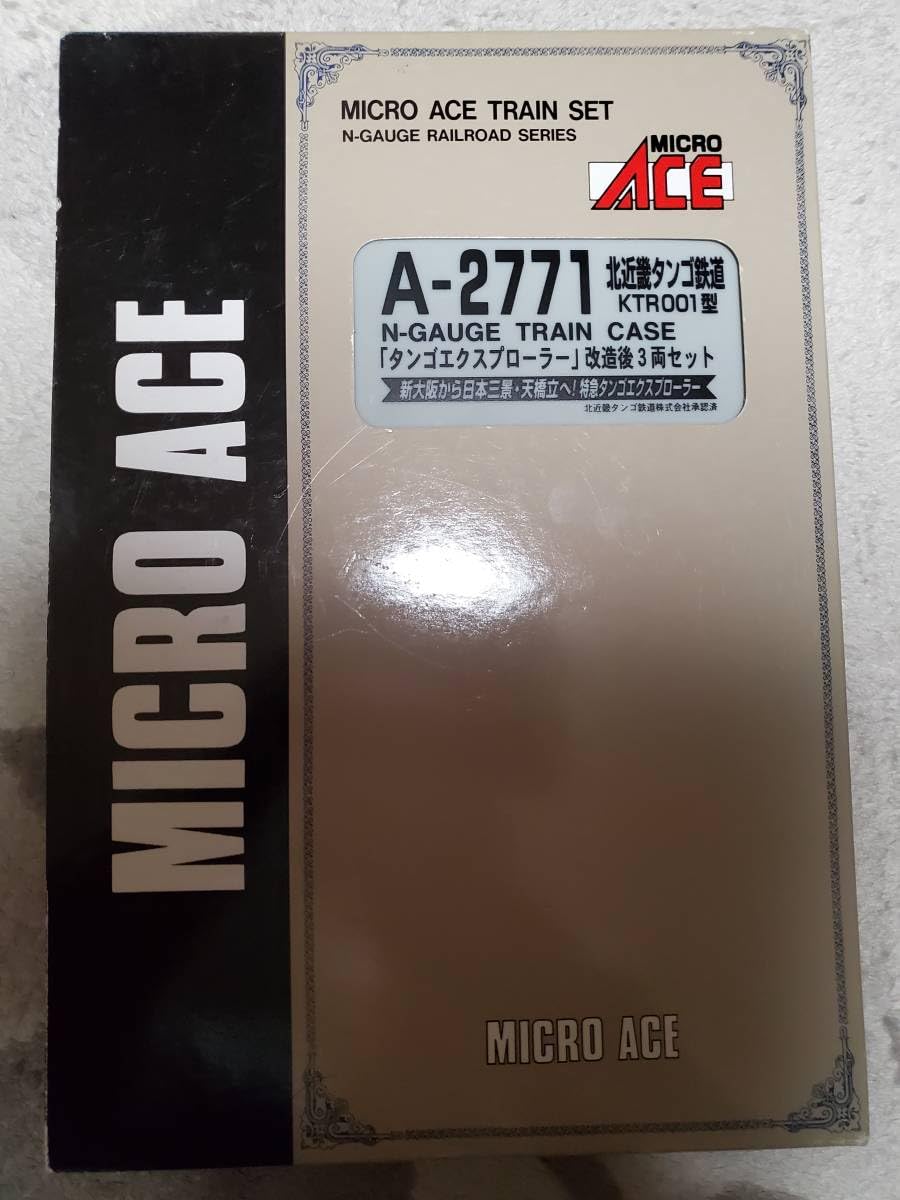 MICRO ACE
MICRO ACE TRAIN SET
N-GAUGE RAILROAD SERIES
MICRO
ACE
A-2771 北近畿タンゴ鉄道
KTR001型
N-GAUGE TRAIN CASE
「タンゴエクスプローラー」改造後3両セット
新大阪から日本三景・天橋立へ!特急タンゴエクスプローラー
北近畿タンゴ鉄道株式会社承認済
MICRO ACE